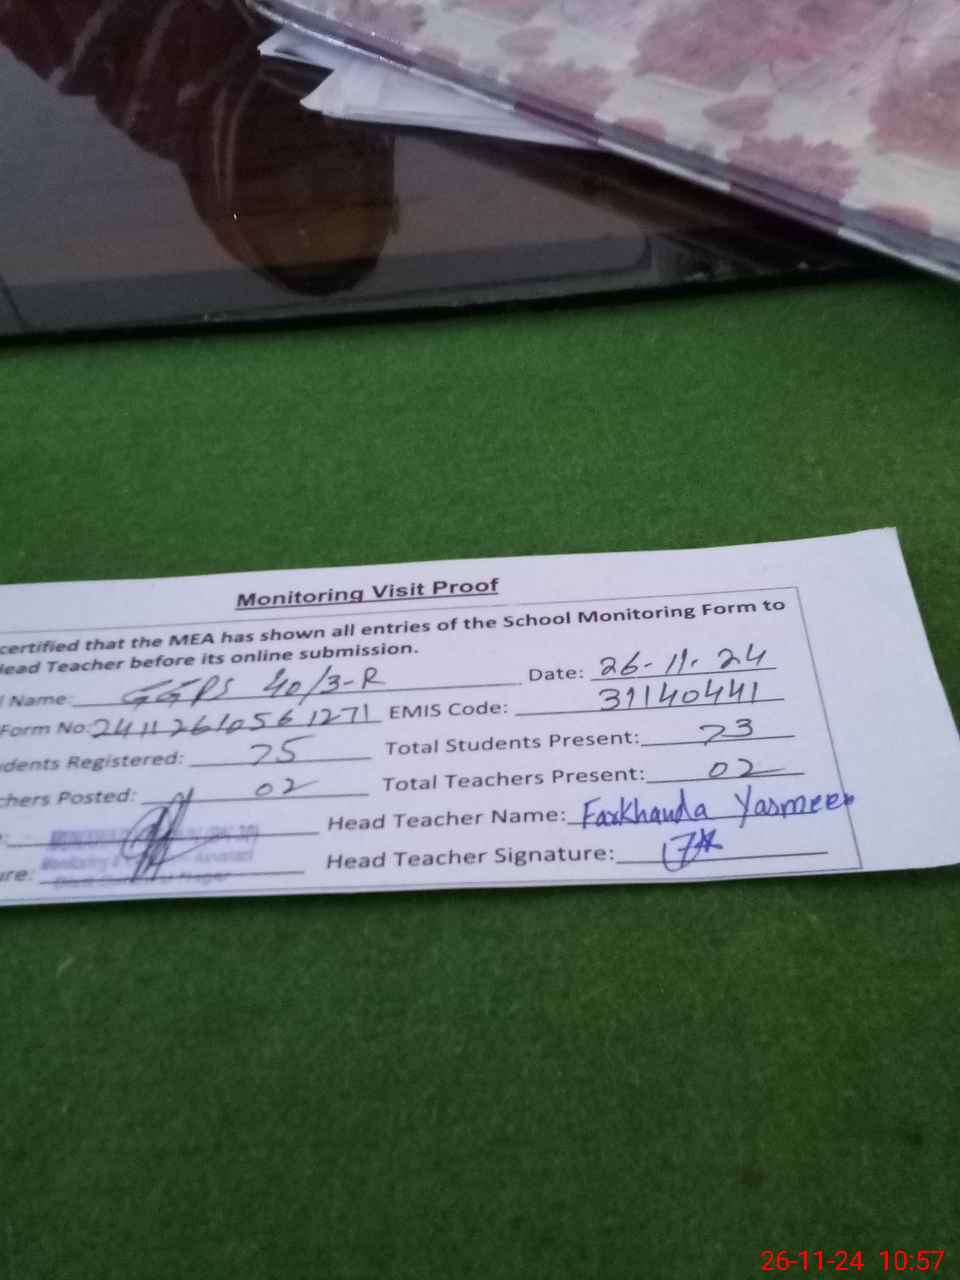 Monitoring Visit Proof
certified that the MEA has shown all entries of the School Monitoring Form to
Head Teacher before its online submission.
Name: GGPS 40/3-R Date: 26-11-24
Form No: 2411261056 1271 EMIS Code: 31140441
dents Registered: 75 Total Students Present: 73
chers Posted: 02 Total Teachers Present: 02
Head Teacher Name: Farkhanda Yasmeen
ure: Head Teacher Signature:
26-11-24 10:57